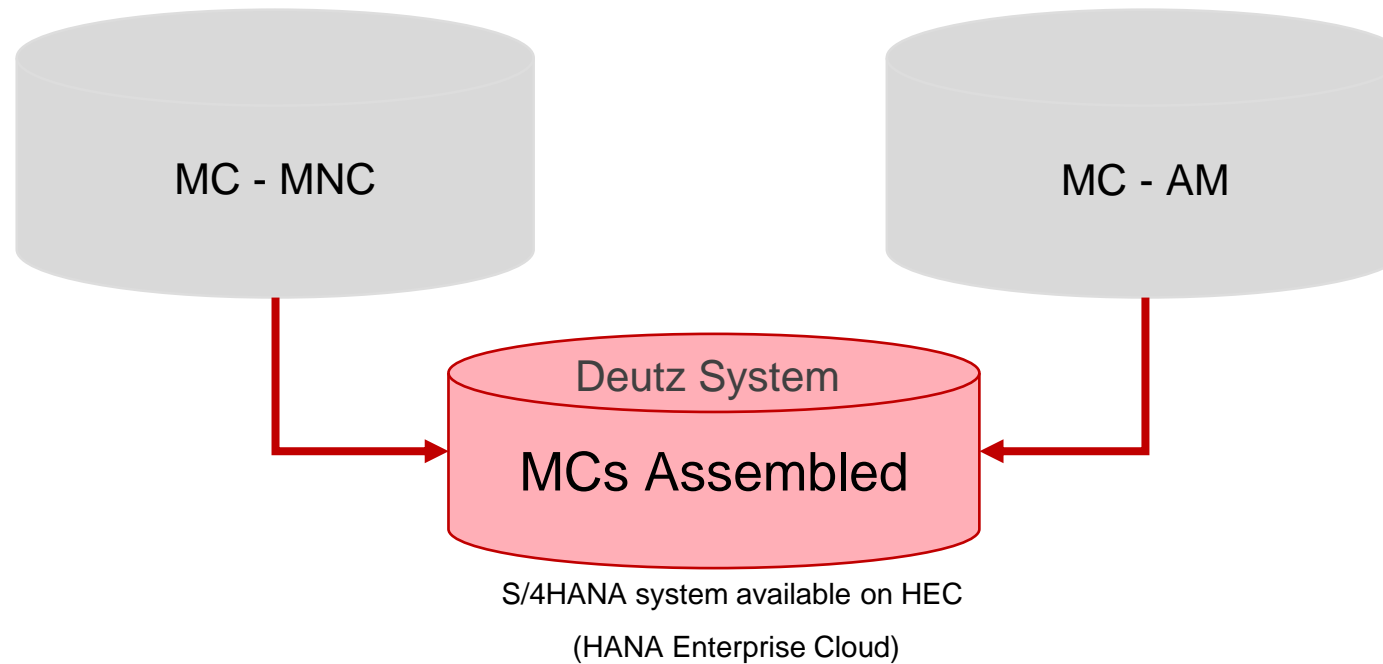 MC - MNC
MC - AM
Deutz System
MCs Assembled
S/4HANA system available on HEC
(HANA Enterprise Cloud)